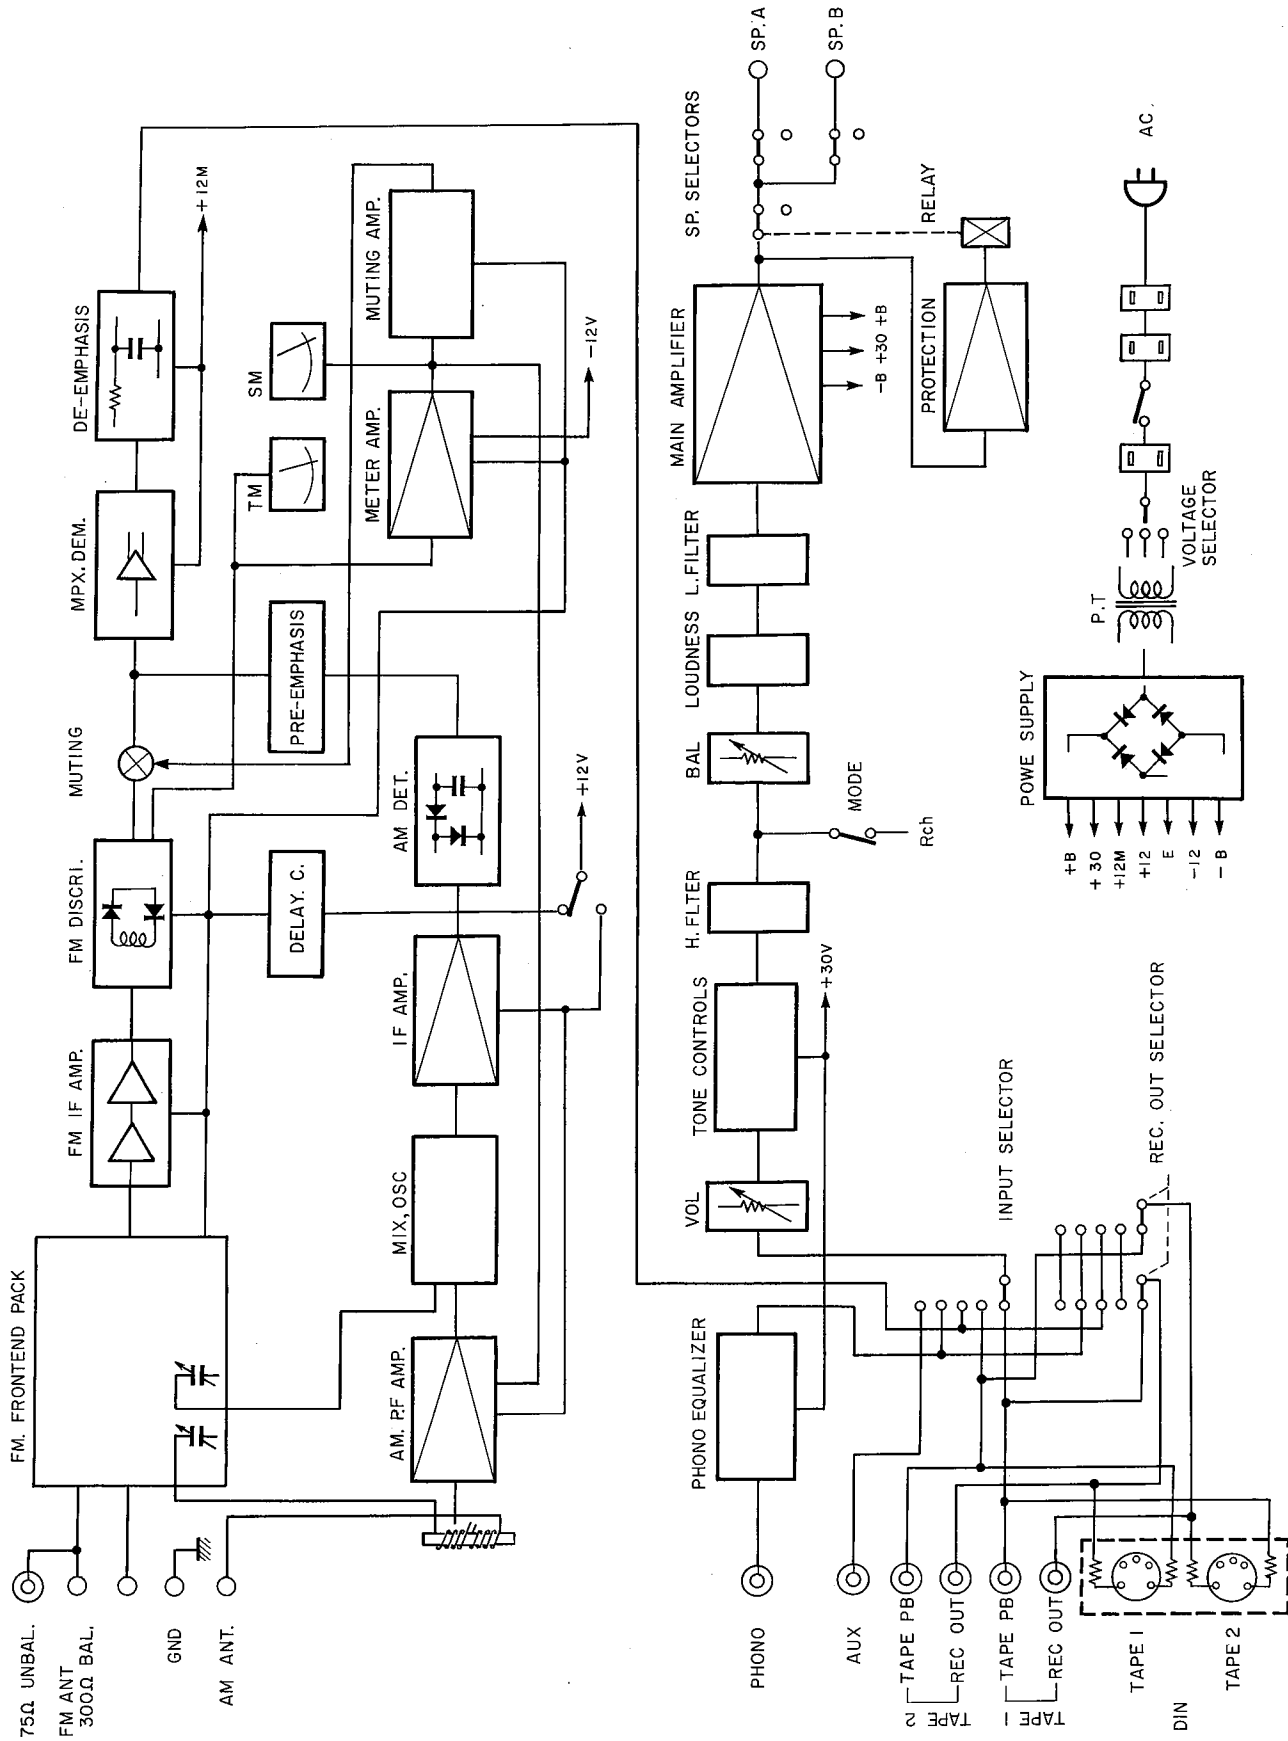 75Ω UNBAL.
FM ANT
300Ω BAL.
GND
AM ANT.
FM. FRONTEND PACK
FM IF AMP.
FM DISCRI.
MUTING
MPX. DEM.
DE-EMPHASIS
+12M
DELAY. C.
PRE-EMPHASIS
TM
SM
AM. RF AMP.
MIX, OSC
IF AMP.
AM DET.
+12V
METER AMP.
MUTING AMP.
-12V
PHONO
AUX
TAPE PB
REC OUT
TAPE 2
TAPE PB
REC OUT
TAPE 1
TAPE 1
TAPE 2
DIN
PHONO EQUALIZER
INPUT SELECTOR
REC. OUT SELECTOR
VOL
TONE CONTROLS
+30V
H. FLTER
MODE
Rch
BAL
LOUDNESS
L. FILTER
MAIN AMPLIFIER
-B +30 +B
PROTECTION
RELAY
SP. SELECTORS
SP. A
SP. B
POWE SUPPLY
+B
+30
+12M
+12
E
-12
-B
P.T
VOLTAGE
SELECTOR
AC.